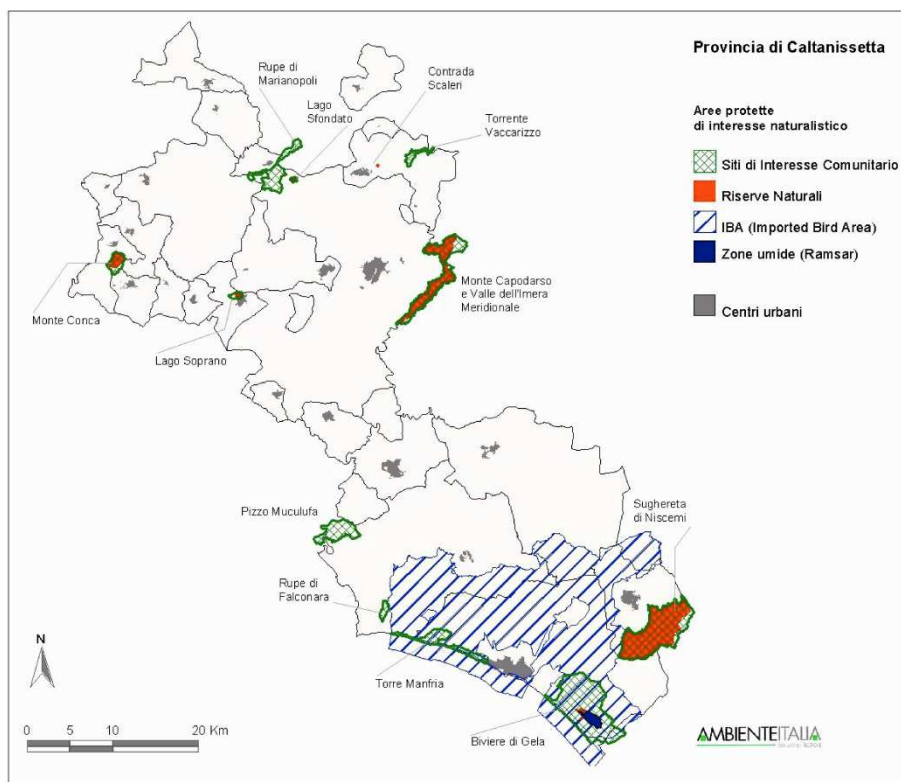 Provincia di Caltanissetta
Aree protette
di interesse naturalistico
Siti di Interesse Comunitario
Riserve Naturali
IBA (Imported Bird Area)
Zone umide (Ramsar)
Centri urbani
Rupe di
Marianopoli
Lago
Sfondato
Contrada
Scaleri
Torrente
Vaccarizzo
Monte Conca
Lago Soprano
Monte Capodarso
e Valle dell'Imera
Meridionale
Pizzo Muculufa
Sughereta
di Niscemi
Rupe di
Falconara
Torre Manfria
Biviere di Gela
N
0 5 10 20 Km
AMBIENTEITALIA